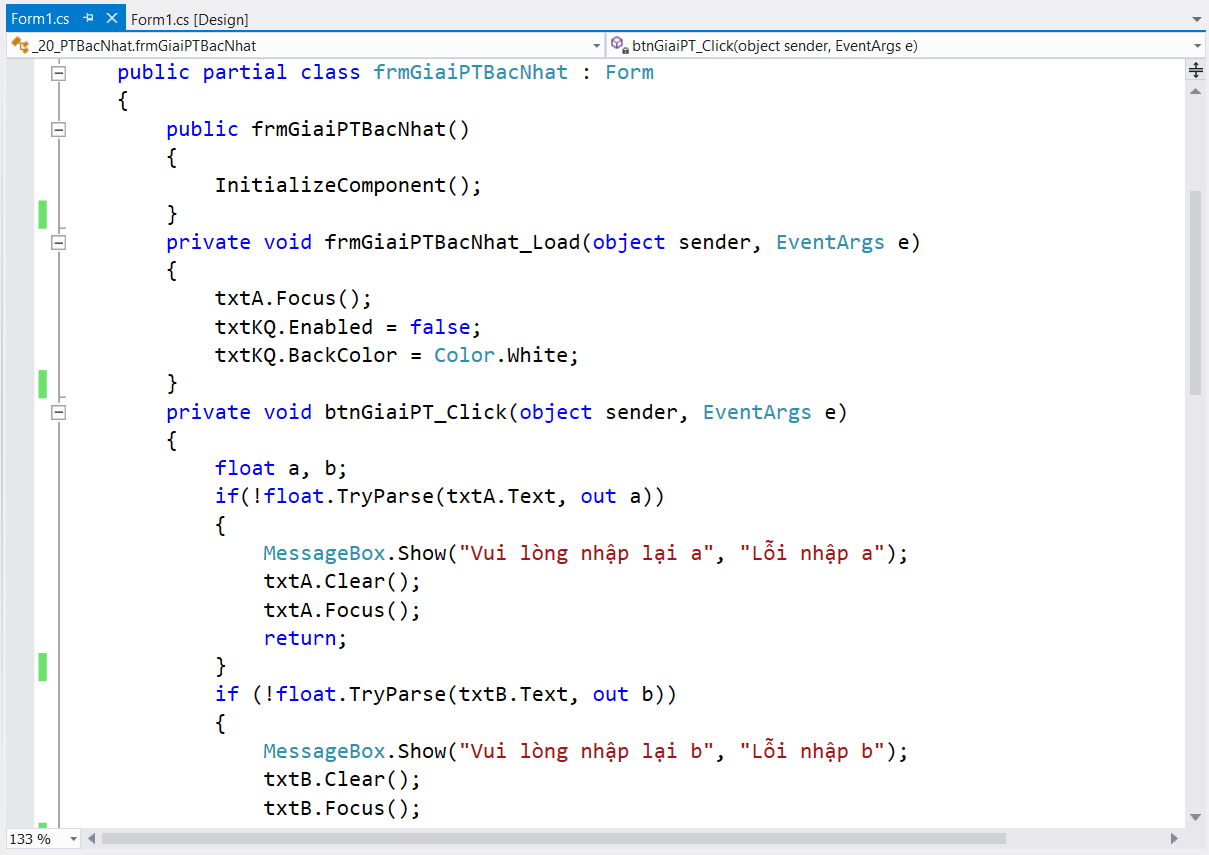 Form1.cs Form1.cs [Design]
_20_PTBacNhat.frmGiaiPTBacNhat btnGiaiPT_Click(object sender, EventArgs e)
public partial class frmGiaiPTBacNhat : Form
{
public frmGiaiPTBacNhat()
{
InitializeComponent();
}
private void frmGiaiPTBacNhat_Load(object sender, EventArgs e)
{
txtA.Focus();
txtKQ.Enabled = false;
txtKQ.BackColor = Color.White;
}
private void btnGiaiPT_Click(object sender, EventArgs e)
{
float a, b;
if(!float.TryParse(txtA.Text, out a))
{
MessageBox.Show("Vui lòng nhập lại a", "Lỗi nhập a");
txtA.Clear();
txtA.Focus();
return;
}
if (!float.TryParse(txtB.Text, out b))
{
MessageBox.Show("Vui lòng nhập lại b", "Lỗi nhập b");
txtB.Clear();
txtB.Focus();
133 %